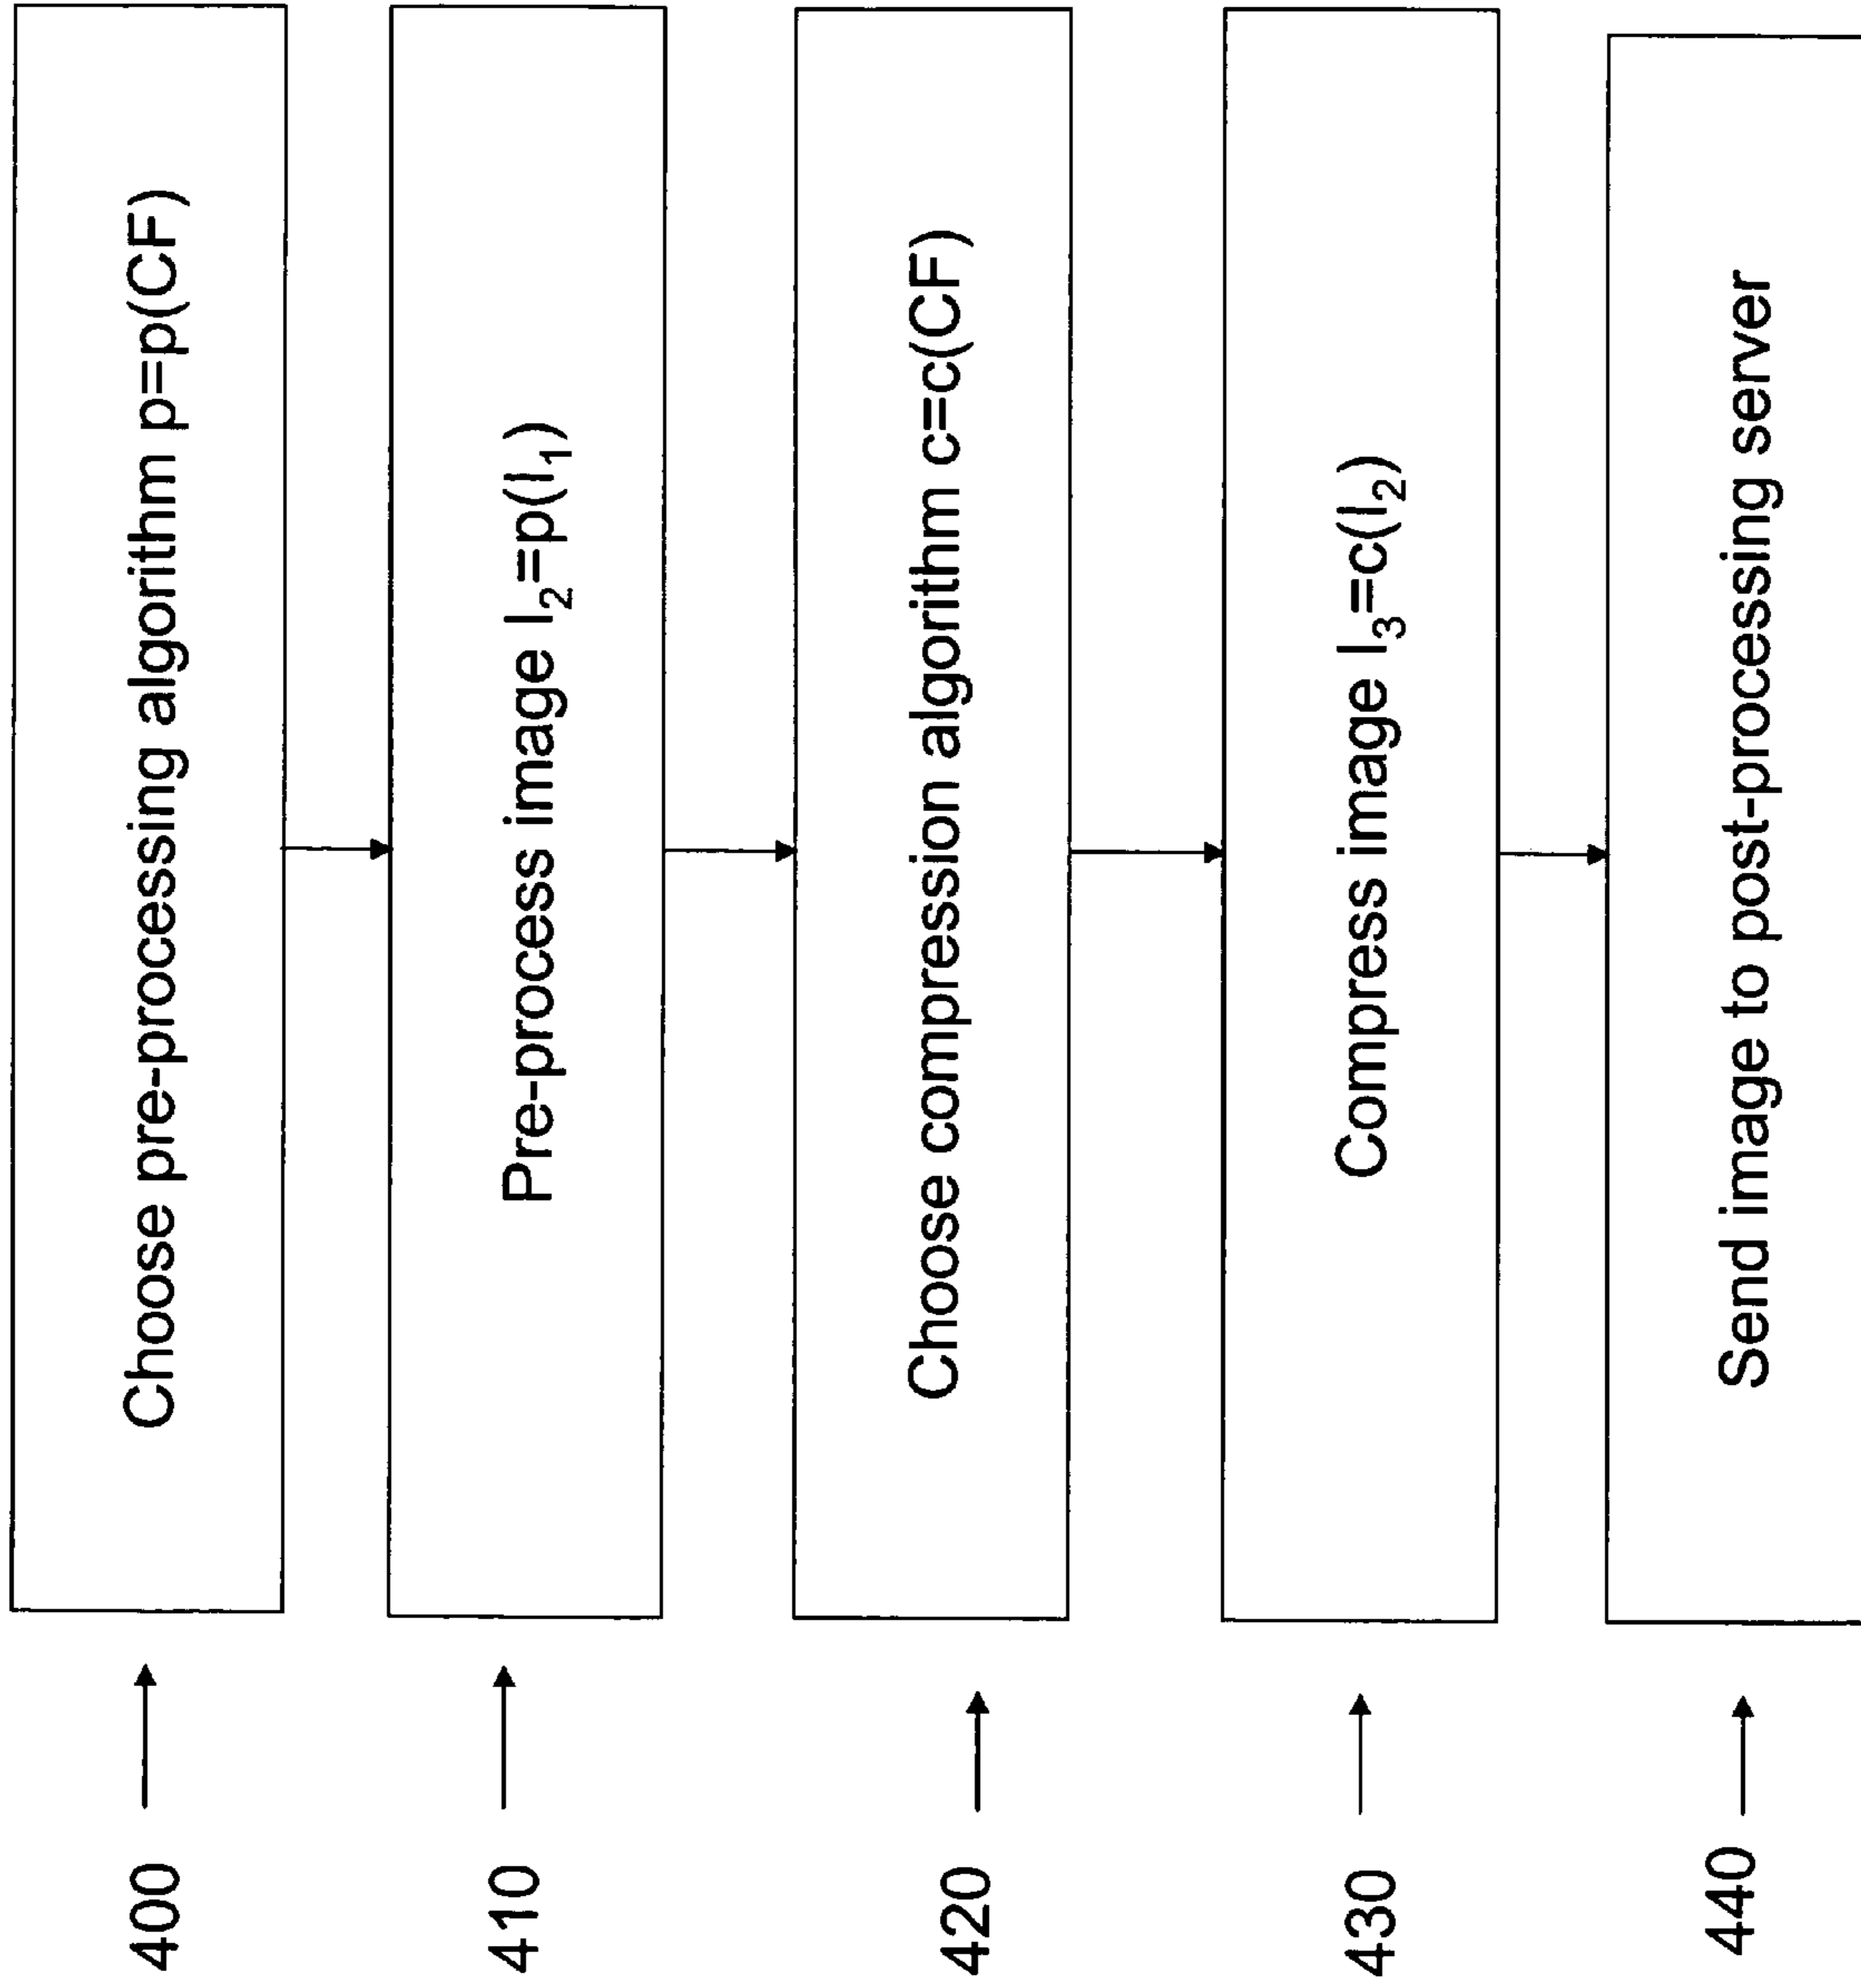 400 Choose pre-processing algorithm p=p(CF)
410 Pre-process image I₂=p(I₁)
420 Choose compression algorithm c=c(CF)
430 Compress image I₃=c(I₂)
440 Send image to post-processing server